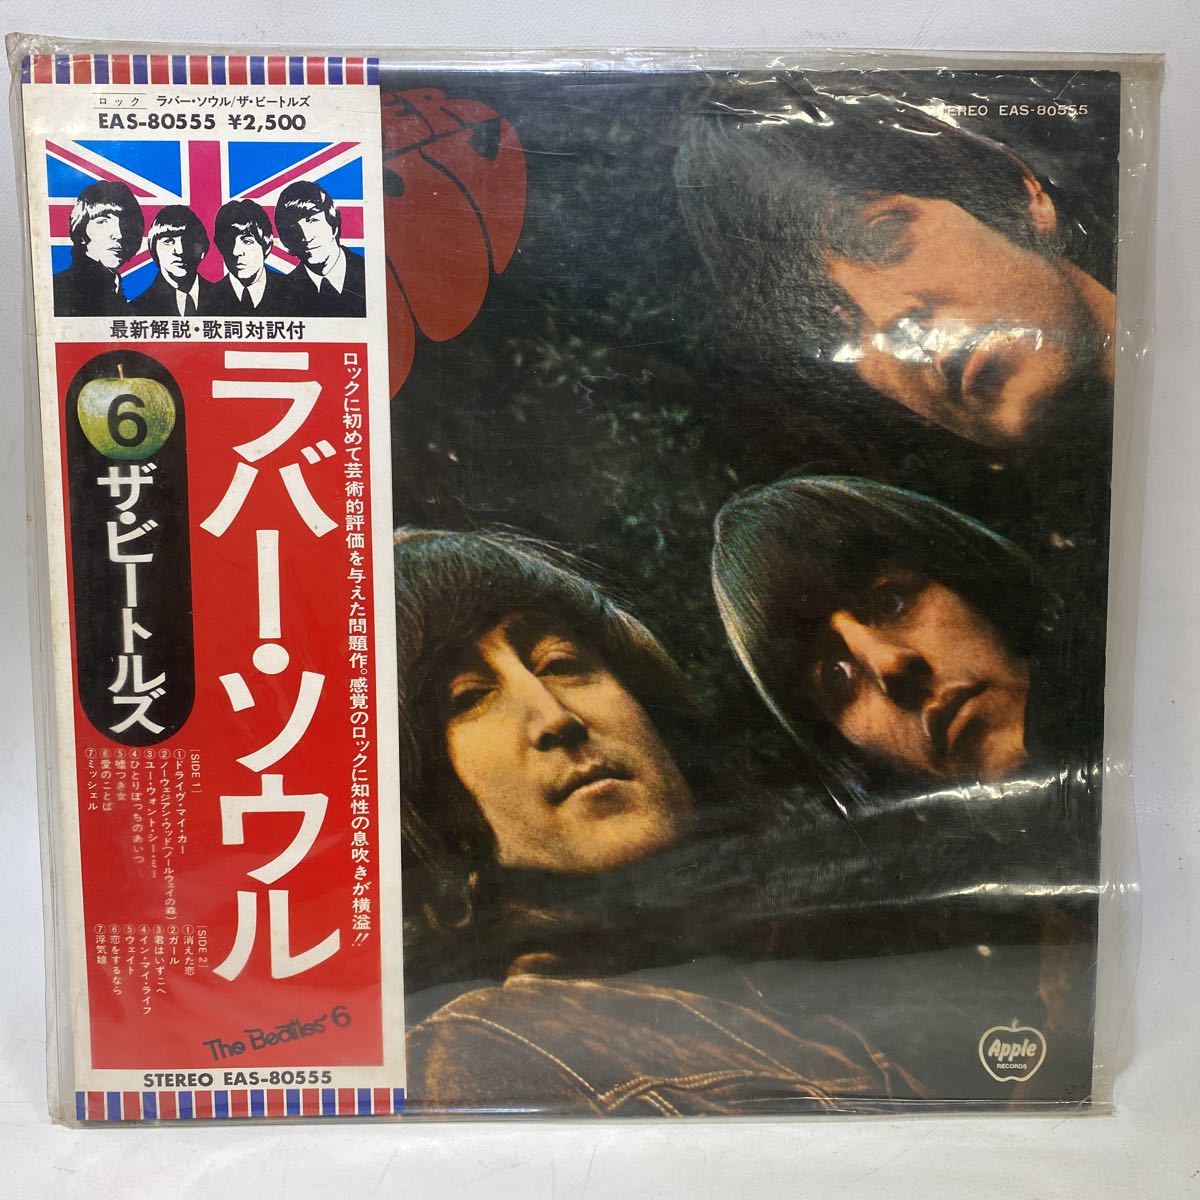 ロック ラバー・ソウル/ザ・ビートルズ
EAS-80555 ¥2,500
最新解説・歌詞対訳付
ロックに初めて芸術的評価を与えた問題作。感覚のロックに知性の息吹きが横溢!!
ラバー・ソウル
6
ザ・ビートルズ
[SIDE 1]
①ドライヴ・マイ・カー
②ノーウェジアン・ウッド(ノールウェイの森)
③ユー・ウォント・シー・ミー
④ひとりぼっちのあいつ
⑤嘘つき女
⑥愛のことば
⑦ミッシェル
[SIDE 2]
①消えた恋
②ガール
③君はいずこへ
④イン・マイ・ライフ
⑤ウェイト
⑥恋をするなら
⑦浮気娘
The Beatles 6
STEREO EAS-80555
STEREO EAS-80555
Apple
RECORDS